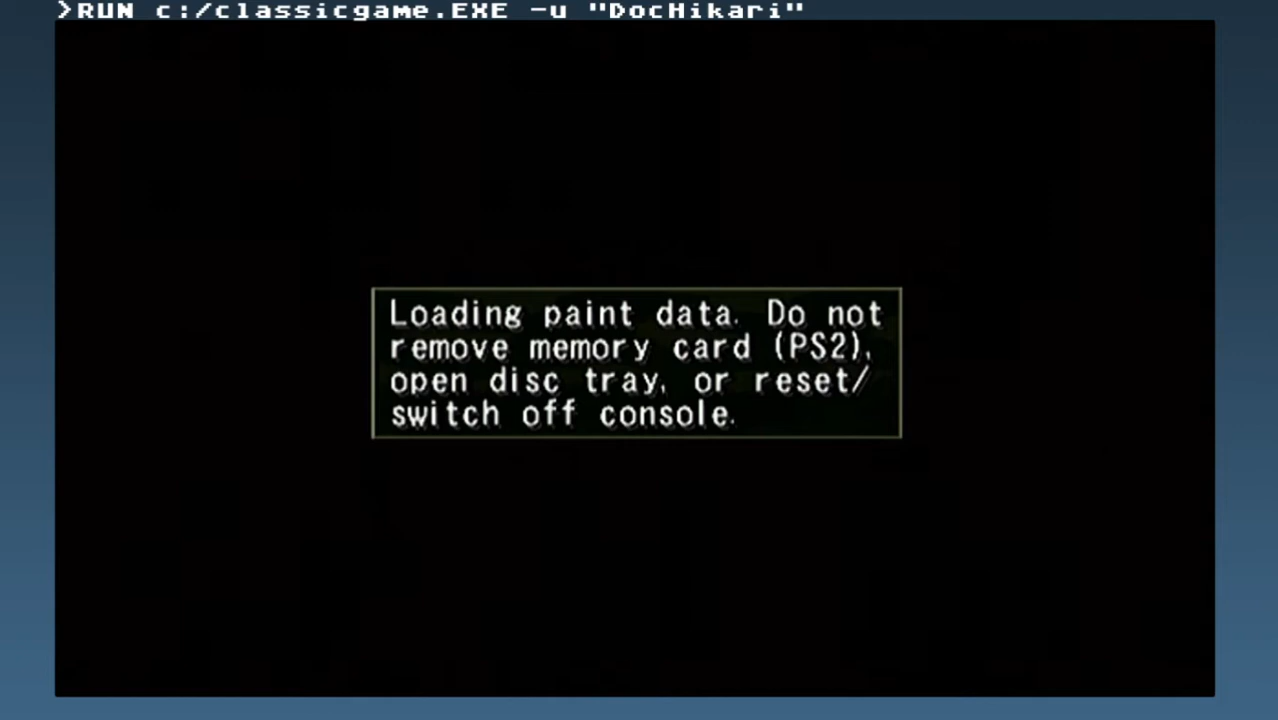 >RUN c:/classicgame.EXE -u "DocHikari"
Loading paint data. Do not
remove memory card (PS2),
open disc tray, or reset/
switch off console.